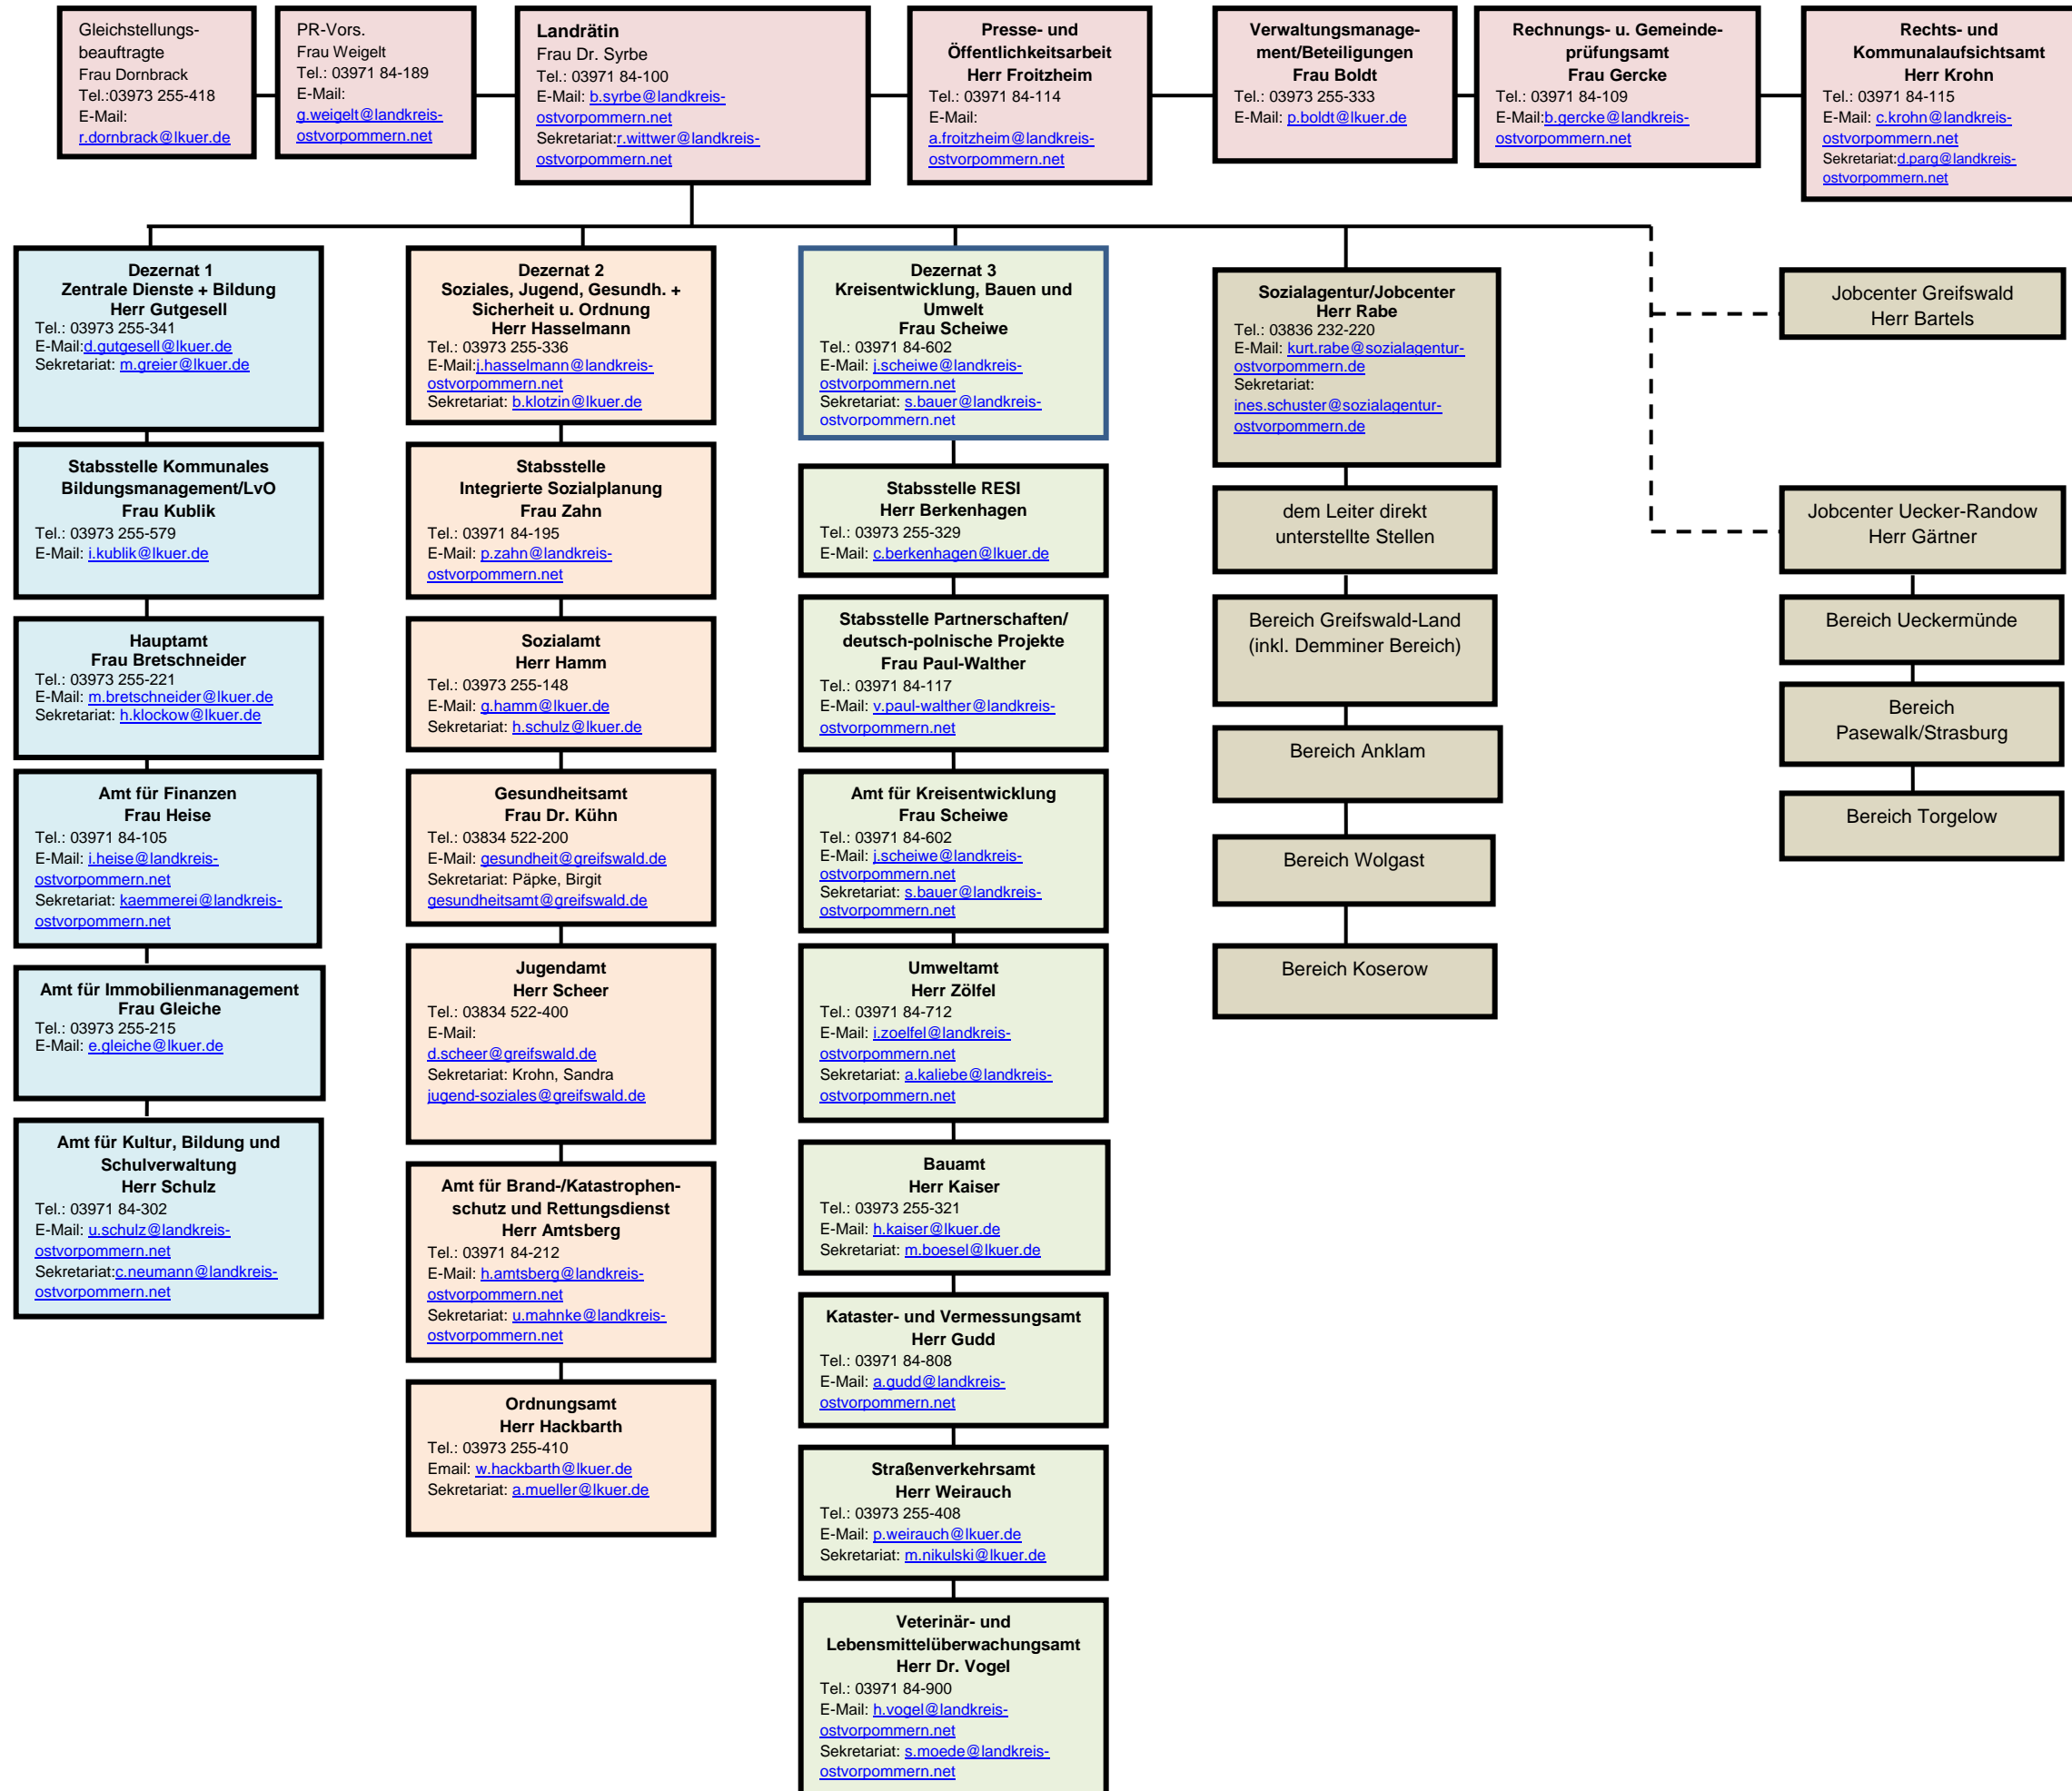 Gleichstellungs-
beauftragte
Frau Dornbrack
Tel.:03973 255-418
E-Mail:
r.dornbrack@lkuer.de
PR-Vors.
Frau Weigelt
Tel.: 03971 84-189
E-Mail:
g.weigelt@landkreis-
ostvorpommern.net
Landrätin
Frau Dr. Syrbe
Tel.: 03971 84-100
E-Mail: b.syrbe@landkreis-
ostvorpommern.net
Sekretariat:r.wittwer@landkreis-
ostvorpommern.net
Presse- und
Öffentlichkeitsarbeit
Herr Froitzheim
Tel.: 03971 84-114
E-Mail:
a.froitzheim@landkreis-
ostvorpommern.net
Verwaltungsmanage-
ment/Beteiligungen
Frau Boldt
Tel.: 03973 255-333
E-Mail: p.boldt@lkuer.de
Rechnungs- u. Gemeinde-
prüfungsamt
Frau Gercke
Tel.: 03971 84-109
E-Mail:b.gercke@landkreis-
ostvorpommern.net
Rechts- und
Kommunalaufsichtsamt
Herr Krohn
Tel.: 03971 84-115
E-Mail: c.krohn@landkreis-
ostvorpommern.net
Sekretariat:d.parg@landkreis-
ostvorpommern.net
Dezernat 1
Zentrale Dienste + Bildung
Herr Gutgesell
Tel.: 03973 255-341
E-Mail:d.gutgesell@lkuer.de
Sekretariat: m.greier@lkuer.de
Stabsstelle Kommunales
Bildungsmanagement/LvO
Frau Kublik
Tel.: 03973 255-579
E-Mail: i.kublik@lkuer.de
Hauptamt
Frau Bretschneider
Tel.: 03973 255-221
E-Mail: m.bretschneider@lkuer.de
Sekretariat: h.klockow@lkuer.de
Amt für Finanzen
Frau Heise
Tel.: 03971 84-105
E-Mail: i.heise@landkreis-
ostvorpommern.net
Sekretariat: kaemmerei@landkreis-
ostvorpommern.net
Amt für Immobilienmanagement
Frau Gleiche
Tel.: 03973 255-215
E-Mail: e.gleiche@lkuer.de
Amt für Kultur, Bildung und
Schulverwaltung
Herr Schulz
Tel.: 03971 84-302
E-Mail: u.schulz@landkreis-
ostvorpommern.net
Sekretariat:c.neumann@landkreis-
ostvorpommern.net
Dezernat 2
Soziales, Jugend, Gesundh. +
Sicherheit u. Ordnung
Herr Hasselmann
Tel.: 03973 255-336
E-Mail:j.hasselmann@landkreis-
ostvorpommern.net
Sekretariat: b.klotzin@lkuer.de
Stabsstelle
Integrierte Sozialplanung
Frau Zahn
Tel.: 03971 84-195
E-Mail: p.zahn@landkreis-
ostvorpommern.net
Sozialamt
Herr Hamm
Tel.: 03973 255-148
E-Mail: g.hamm@lkuer.de
Sekretariat: h.schulz@lkuer.de
Gesundheitsamt
Frau Dr. Kühn
Tel.: 03834 522-200
E-Mail: gesundheit@greifswald.de
Sekretariat: Päpke, Birgit
gesundheitsamt@greifswald.de
Jugendamt
Herr Scheer
Tel.: 03834 522-400
E-Mail:
d.scheer@greifswald.de
Sekretariat: Krohn, Sandra
jugend-soziales@greifswald.de
Amt für Brand-/Katastrophen-
schutz und Rettungsdienst
Herr Amtsberg
Tel.: 03971 84-212
E-Mail: h.amtsberg@landkreis-
ostvorpommern.net
Sekretariat: u.mahnke@landkreis-
ostvorpommern.net
Ordnungsamt
Herr Hackbarth
Tel.: 03973 255-410
Email: w.hackbarth@lkuer.de
Sekretariat: a.mueller@lkuer.de
Dezernat 3
Kreisentwicklung, Bauen und
Umwelt
Frau Scheiwe
Tel.: 03971 84-602
E-Mail: j.scheiwe@landkreis-
ostvorpommern.net
Sekretariat: s.bauer@landkreis-
ostvorpommern.net
Stabsstelle RESI
Herr Berkenhagen
Tel.: 03973 255-329
E-Mail: c.berkenhagen@lkuer.de
Stabsstelle Partnerschaften/
deutsch-polnische Projekte
Frau Paul-Walther
Tel.: 03971 84-117
E-Mail: v.paul-walther@landkreis-
ostvorpommern.net
Amt für Kreisentwicklung
Frau Scheiwe
Tel.: 03971 84-602
E-Mail: j.scheiwe@landkreis-
ostvorpommern.net
Sekretariat: s.bauer@landkreis-
ostvorpommern.net
Umweltamt
Herr Zölfel
Tel.: 03971 84-712
E-Mail: i.zoelfel@landkreis-
ostvorpommern.net
Sekretariat: a.kaliebe@landkreis-
ostvorpommern.net
Bauamt
Herr Kaiser
Tel.: 03973 255-321
E-Mail: h.kaiser@lkuer.de
Sekretariat: m.boesel@lkuer.de
Kataster- und Vermessungsamt
Herr Gudd
Tel.: 03971 84-808
E-Mail: a.gudd@landkreis-
ostvorpommern.net
Straßenverkehrsamt
Herr Weirauch
Tel.: 03973 255-408
E-Mail: p.weirauch@lkuer.de
Sekretariat: m.nikulski@lkuer.de
Veterinär- und
Lebensmittelüberwachungsamt
Herr Dr. Vogel
Tel.: 03971 84-900
E-Mail: h.vogel@landkreis-
ostvorpommern.net
Sekretariat: s.moede@landkreis-
ostvorpommern.net
Sozialagentur/Jobcenter
Herr Rabe
Tel.: 03836 232-220
E-Mail: kurt.rabe@sozialagentur-
ostvorpommern.de
Sekretariat:
ines.schuster@sozialagentur-
ostvorpommern.de
dem Leiter direkt
unterstellte Stellen
Bereich Greifswald-Land
(inkl. Demminer Bereich)
Bereich Anklam
Bereich Wolgast
Bereich Koserow
Jobcenter Greifswald
Herr Bartels
Jobcenter Uecker-Randow
Herr Gärtner
Bereich Ueckermünde
Bereich
Pasewalk/Strasburg
Bereich Torgelow